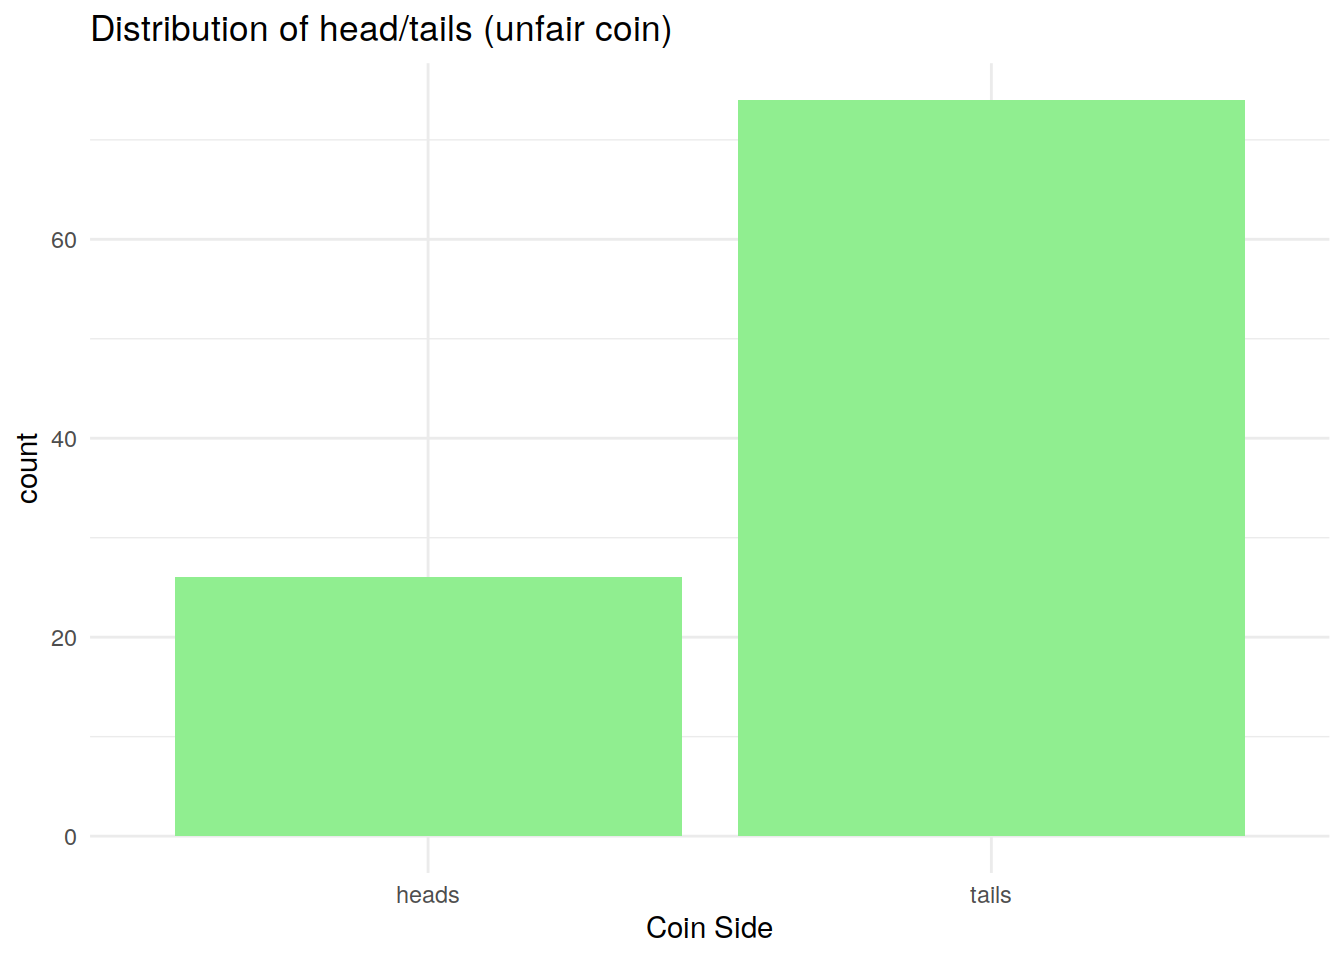 Distribution of head/tails (unfair coin)
count
60
40
20
0
heads
tails
Coin Side